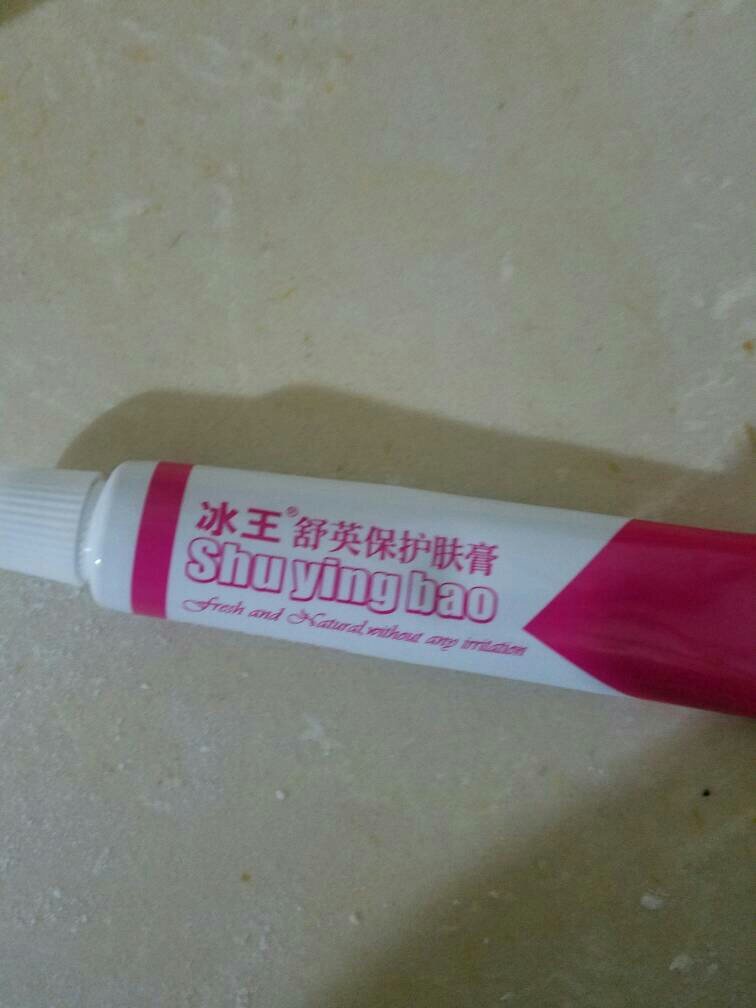 冰王® 舒英保护肤膏
Shu ying bao
Fresh and Natural,without any irritation